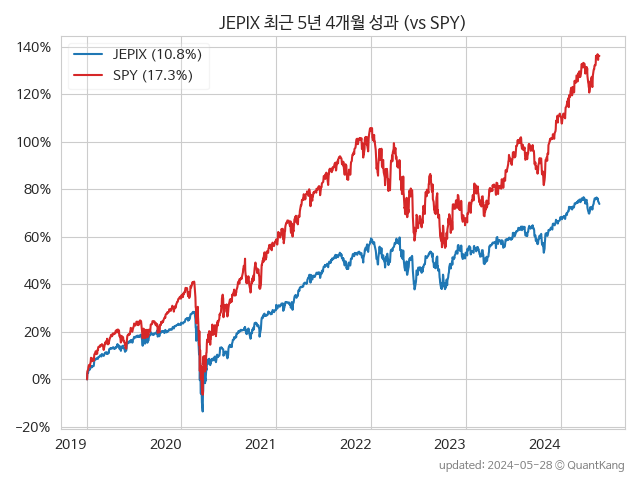 JEPIX 최근 5년 4개월 성과 (vs SPY)
140%
JEPIX (10.8%)
SPY (17.3%)
120%
100%
80%
60%
40%
20%
0%
−20%
2019 2020 2021 2022 2023 2024
updated: 2024-05-28 © QuantKang